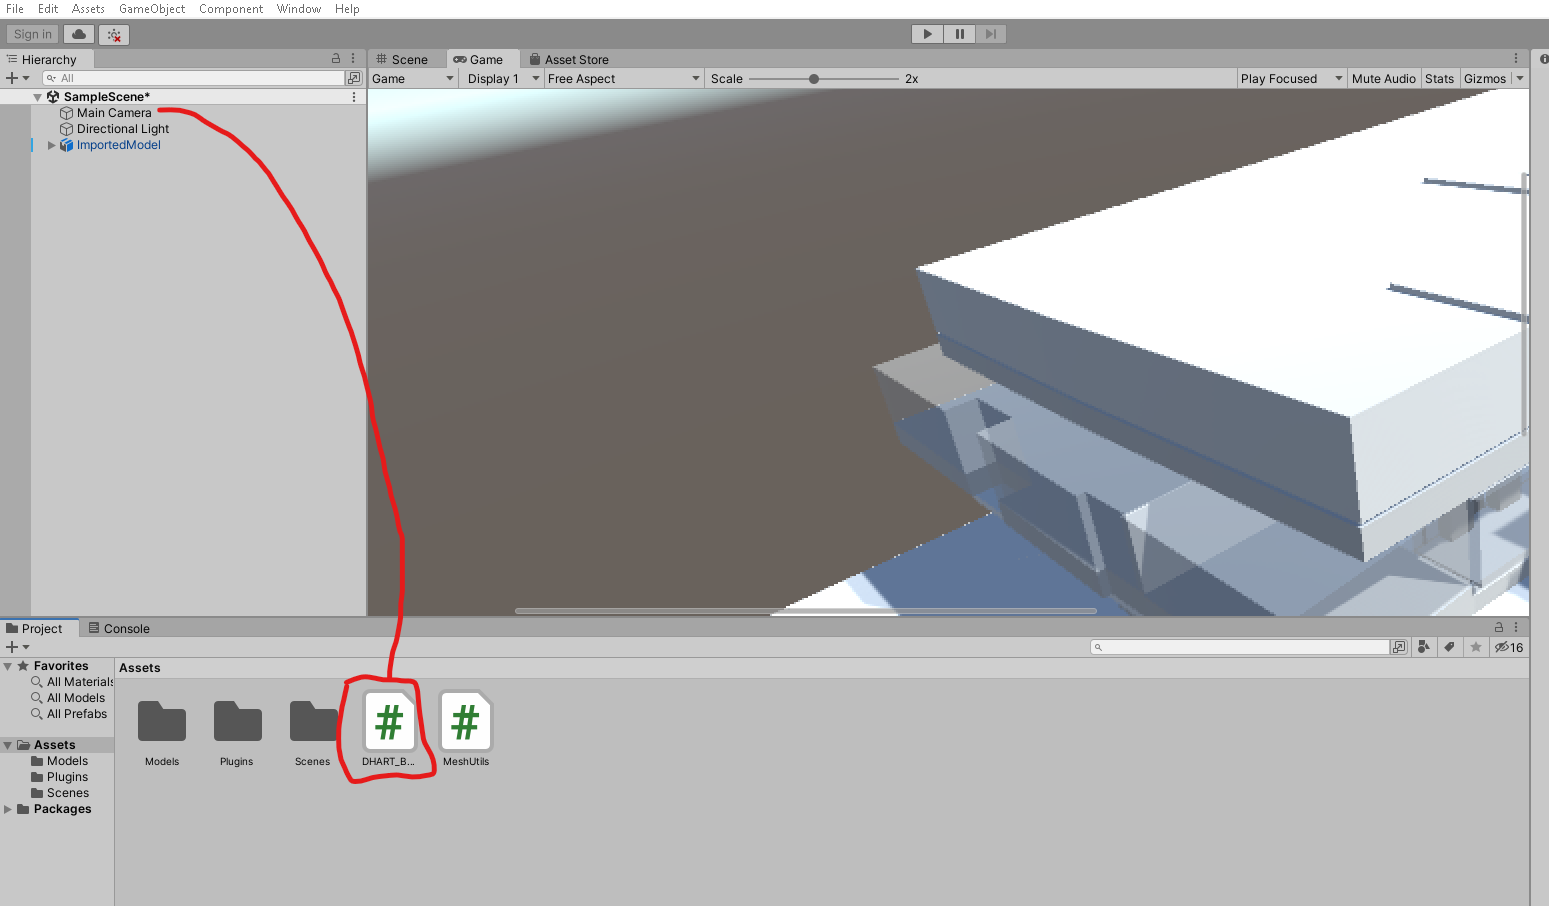 File Edit Assets GameObject Component Window Help
Sign in
Hierarchy Scene Game Asset Store
All Game Display 1 Free Aspect Scale 2x Play Focused Mute Audio Stats Gizmos
SampleScene*
Main Camera
Directional Light
ImportedModel
Project Console
16
Favorites Assets
All Materials
All Models
All Prefabs
Assets
Models
Plugins
Scenes
Packages
Models Plugins Scenes DHART_B... MeshUtils